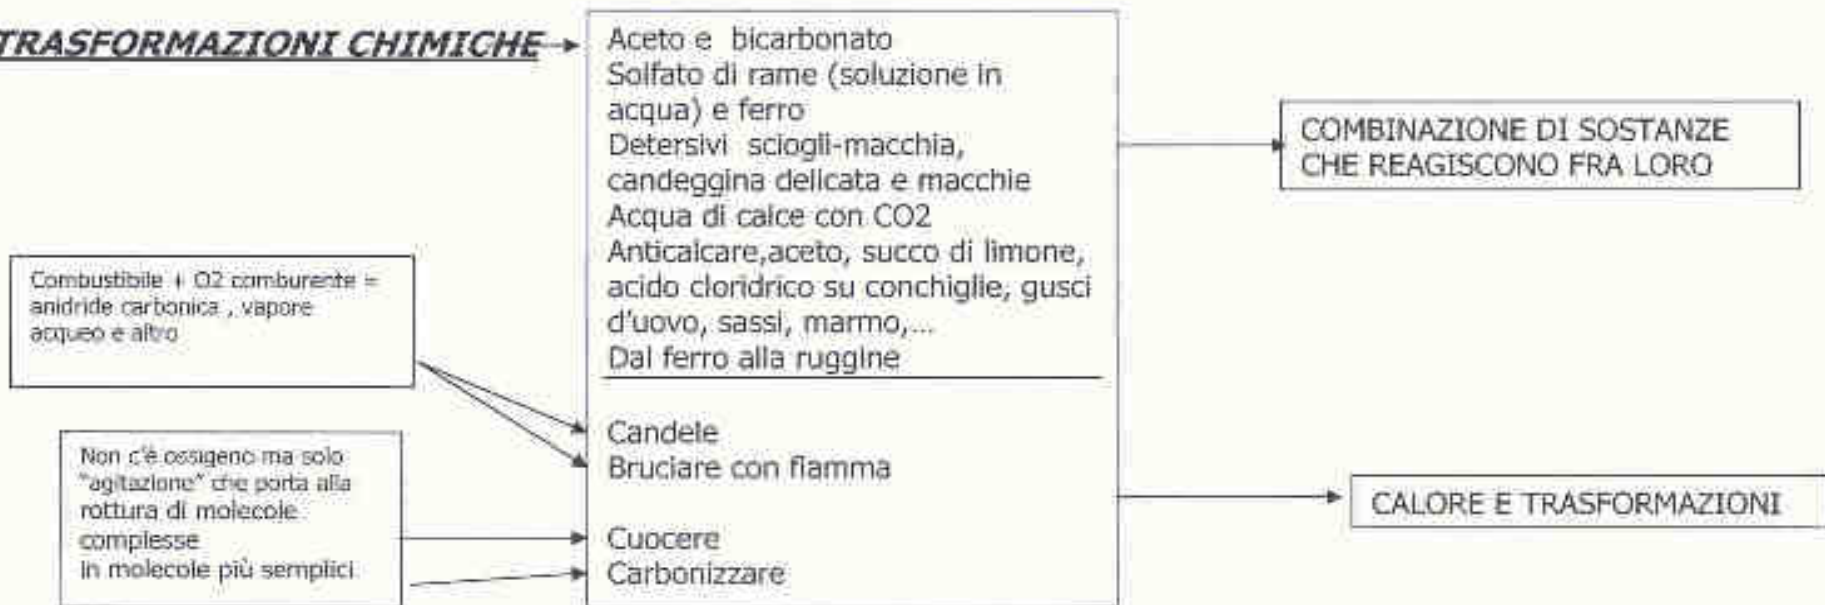 TRASFORMAZIONI CHIMICHE
Aceto e bicarbonato
Solfato di rame (soluzione in
acqua) e ferro
Detersivi sciogli-macchia,
candeggina delicata e macchie
Acqua di calce con CO2
Anticalcare,aceto, succo di limone,
acido cloridrico su conchiglie, gusci
d'uovo, sassi, marmo,...
Dal ferro alla ruggine
Candele
Bruciare con fiamma
Cuocere
Carbonizzare
COMBINAZIONE DI SOSTANZE
CHE REAGISCONO FRA LORO
CALORE E TRASFORMAZIONI
Combustibile + O2 comburente =
anidride carbonica , vapore
acqueo e altro
Non c'è ossigeno ma solo
"agitazione" che porta alla
rottura di molecole
complesse
in molecole più semplici